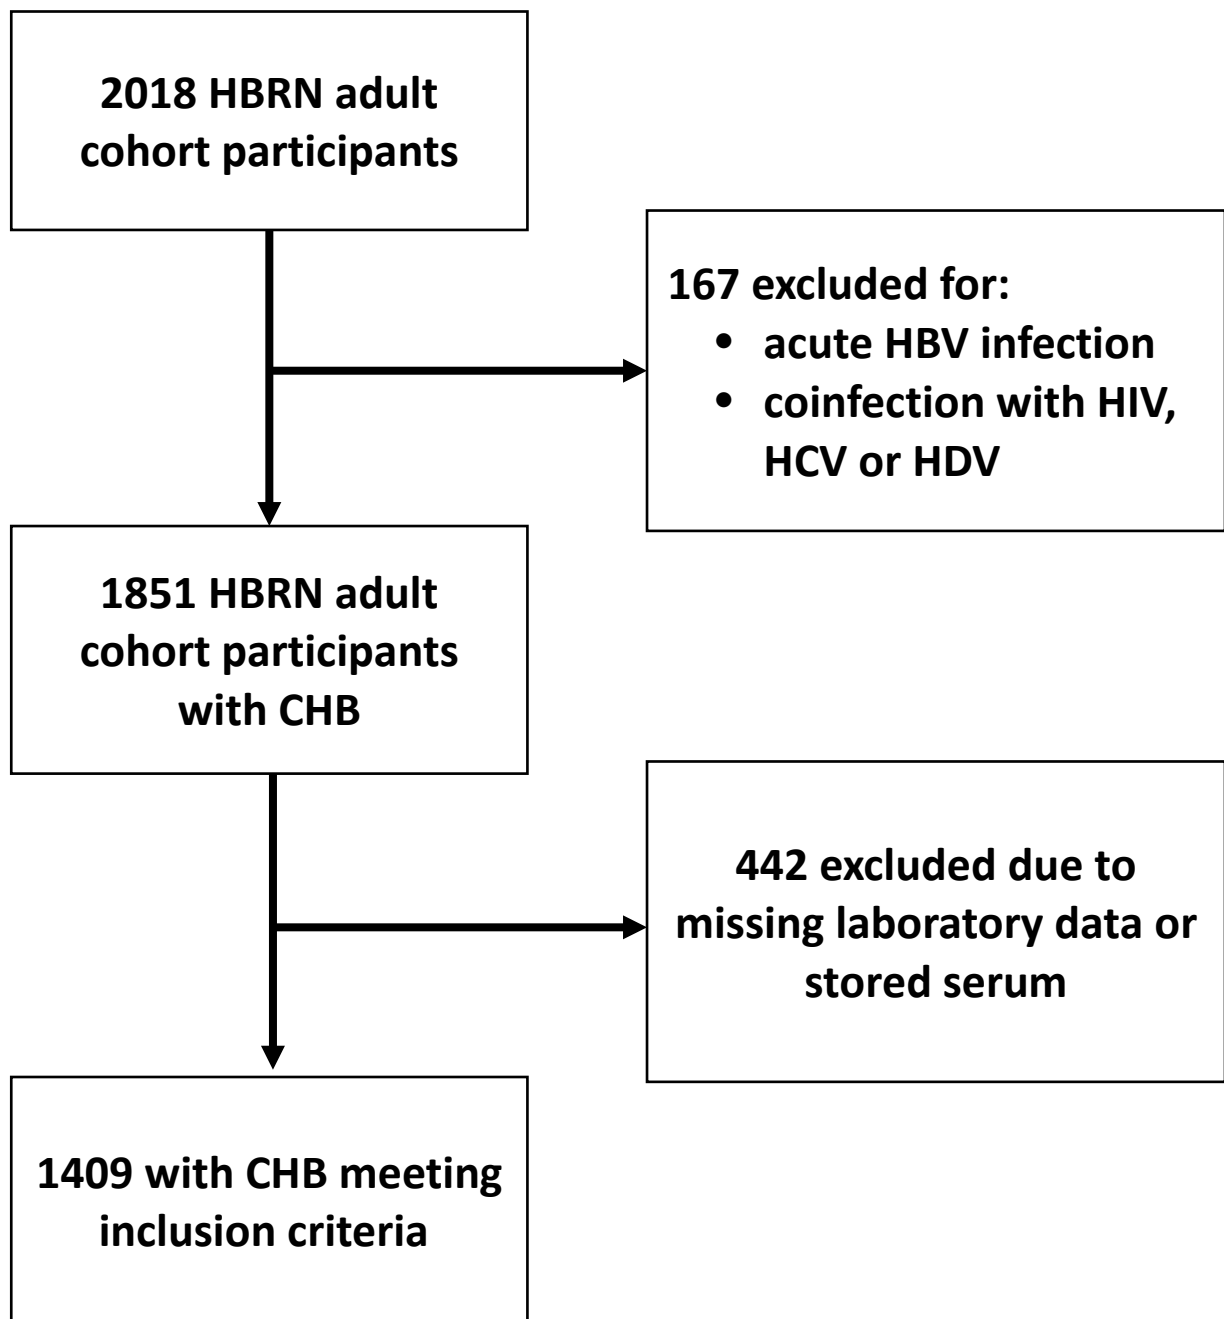 2018 HBRN adult
cohort participants
167 excluded for:
• acute HBV infection
• coinfection with HIV,
HCV or HDV
1851 HBRN adult
cohort participants
with CHB
442 excluded due to
missing laboratory data or
stored serum
1409 with CHB meeting
inclusion criteria